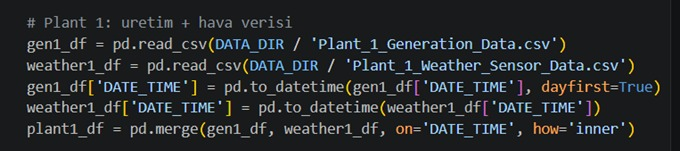 # Plant 1: uretim + hava verisi
gen1_df = pd.read_csv(DATA_DIR / 'Plant_1_Generation_Data.csv')
weather1_df = pd.read_csv(DATA_DIR / 'Plant_1_Weather_Sensor_Data.csv')
gen1_df['DATE_TIME'] = pd.to_datetime(gen1_df['DATE_TIME'], dayfirst=True)
weather1_df['DATE_TIME'] = pd.to_datetime(weather1_df['DATE_TIME'])
plant1_df = pd.merge(gen1_df, weather1_df, on='DATE_TIME', how='inner')